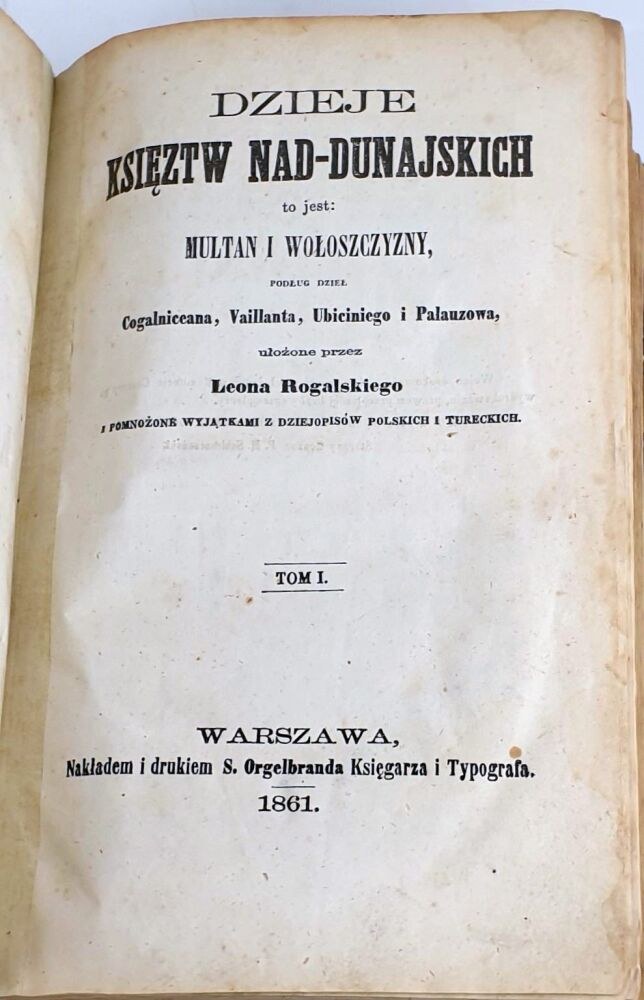 DZIEJE
KSIĘZTW NAD-DUNAJSKICH
to jest:
MULTAN I WOŁOSZCZYZNY,
PODŁUG DZIEŁ
Cogalniceana, Vaillanta, Ubiciniego i Palauzowa,
ułożone przez
Leona Rogalskiego
I POMNOŻONE WYJĄTKAMI Z DZIEJOPISÓW POLSKICH I TURECKICH.
TOM I.
WARSZAWA,
Nakładem i drukiem S. Orgelbranda Księgarza i Typografa.
1861.